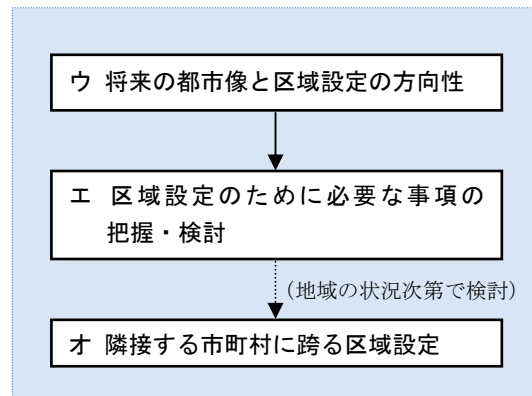 ウ 将来の都市像と区域設定の方向性
エ 区域設定のために必要な事項の
把握・検討
（地域の状況次第で検討）
オ 隣接する市町村に跨る区域設定